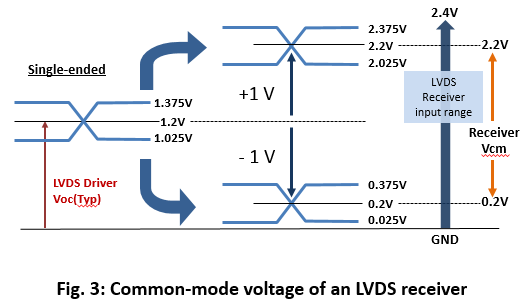 Single-ended
1.375V
1.2V
1.025V
LVDS Driver
Voc(Typ)
2.375V
2.2V
2.025V
+1 V
- 1 V
0.375V
0.2V
0.025V
2.4V
LVDS
Receiver
input range
GND
2.2V
Receiver
Vcm
0.2V
Fig. 3: Common-mode voltage of an LVDS receiver